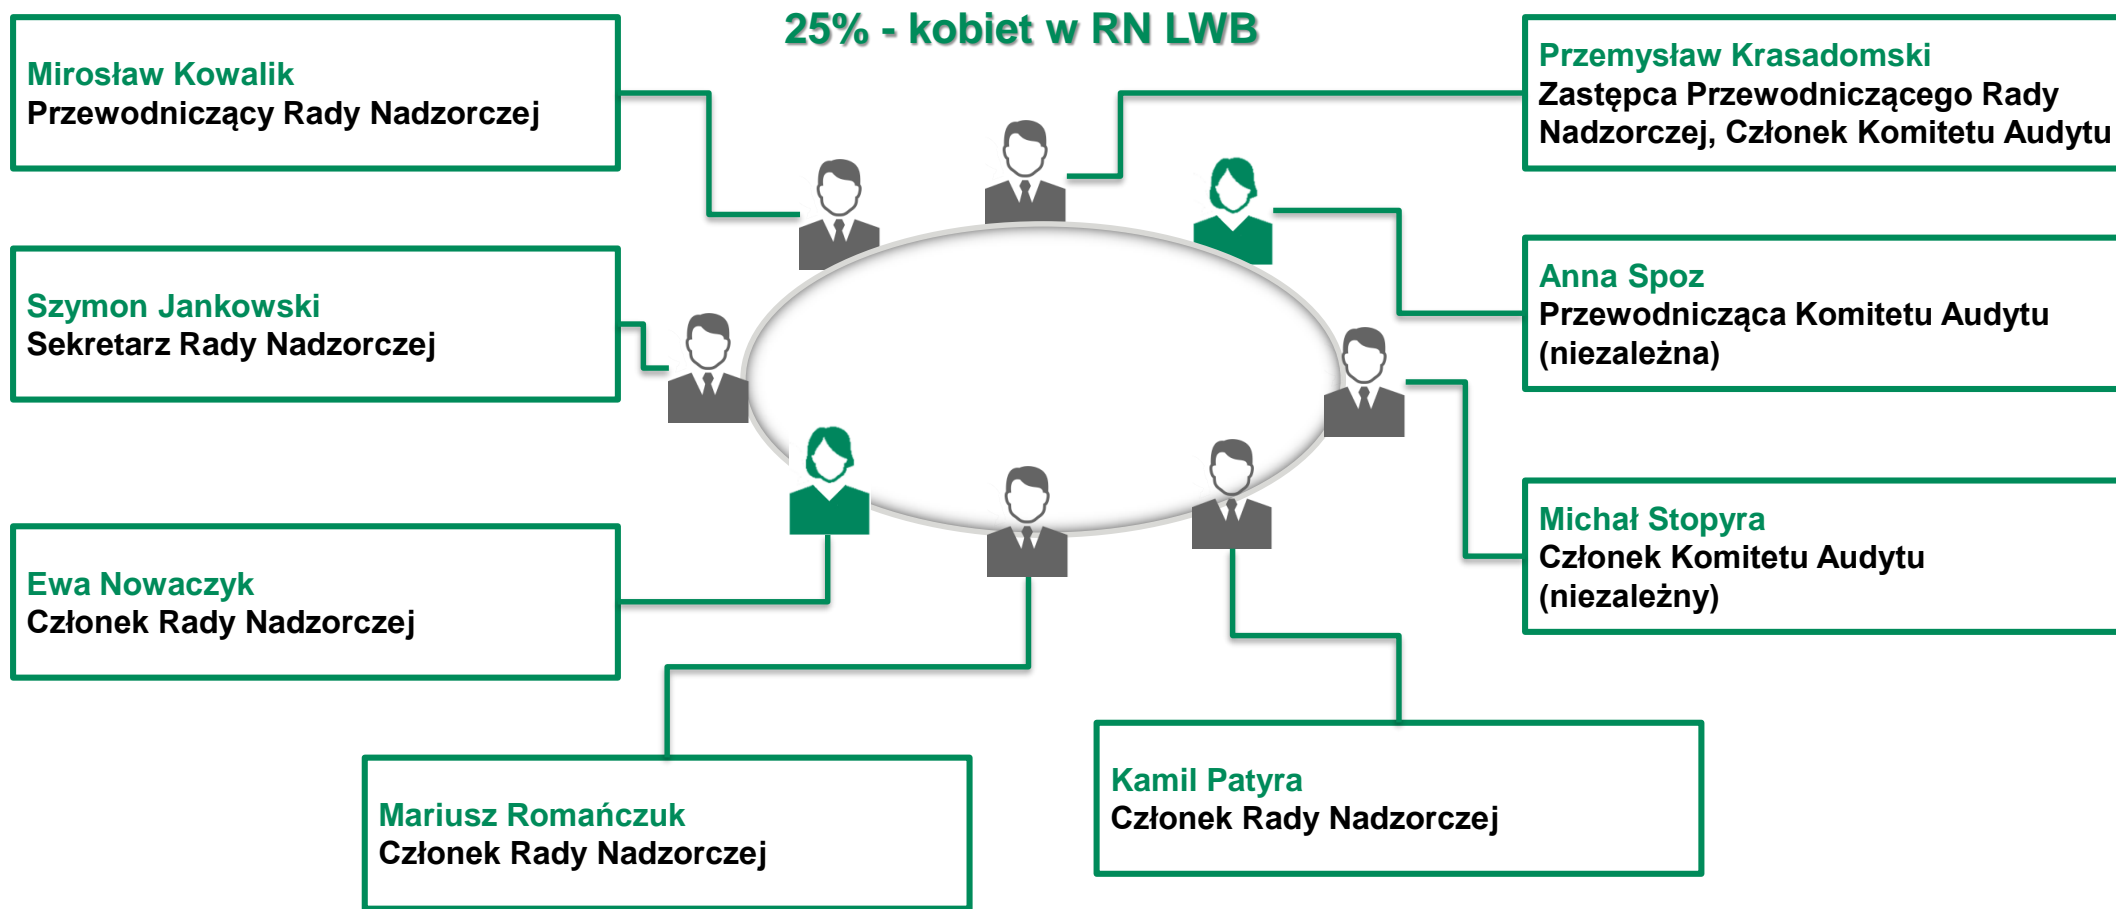 25% - kobiet w RN LWB
Mirosław Kowalik
Przewodniczący Rady Nadzorczej
Przemysław Krasadomski
Zastępca Przewodniczącego Rady
Nadzorczej, Członek Komitetu Audytu
Szymon Jankowski
Sekretarz Rady Nadzorczej
Anna Spoz
Przewodnicząca Komitetu Audytu
(niezależna)
Ewa Nowaczyk
Członek Rady Nadzorczej
Michał Stopyra
Członek Komitetu Audytu
(niezależny)
Mariusz Romańczuk
Członek Rady Nadzorczej
Kamil Patyra
Członek Rady Nadzorczej